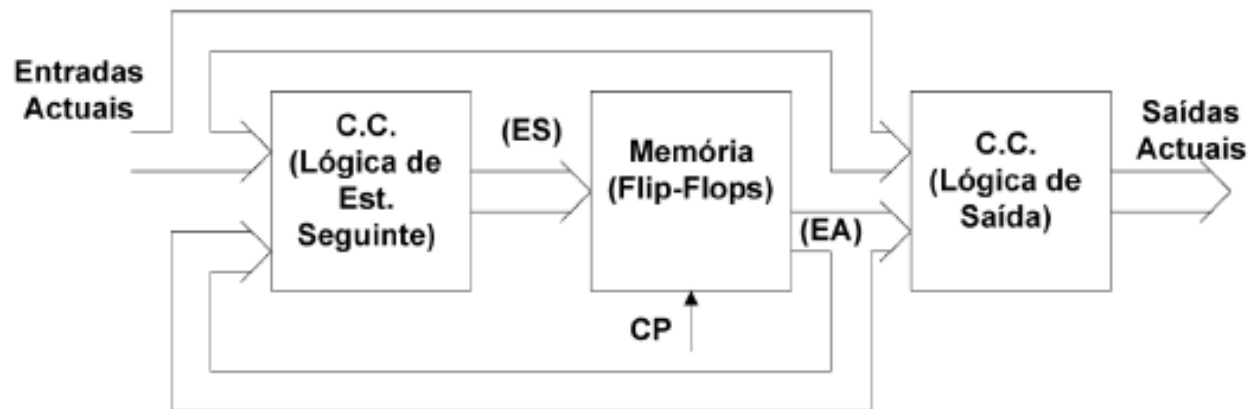 Entradas
Actuais
C.C.
(Lógica de
Est.
Seguinte)
(ES)
Memória
(Flip-Flops)
CP
(EA)
C.C.
(Lógica de
Saída)
Saídas
Actuais